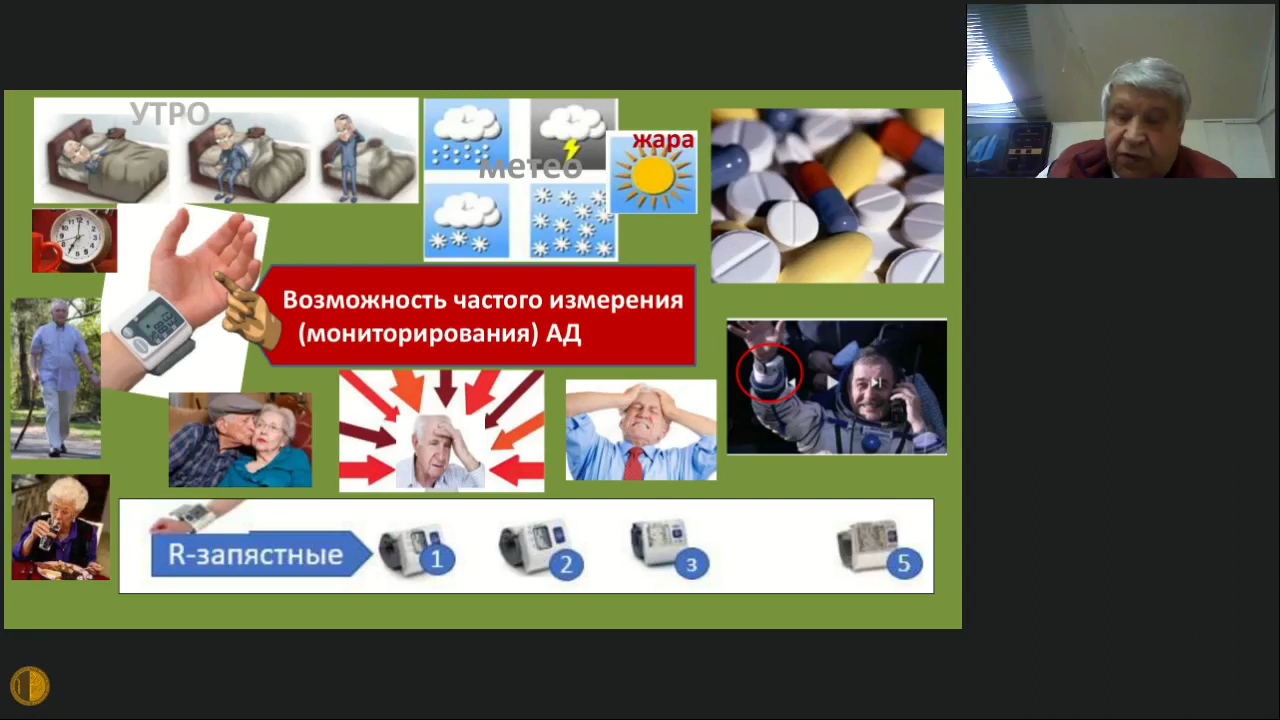 УТРО
метео
жара
Возможность частого измерения
(мониторирования) АД
R-запястные
1
2
3
5